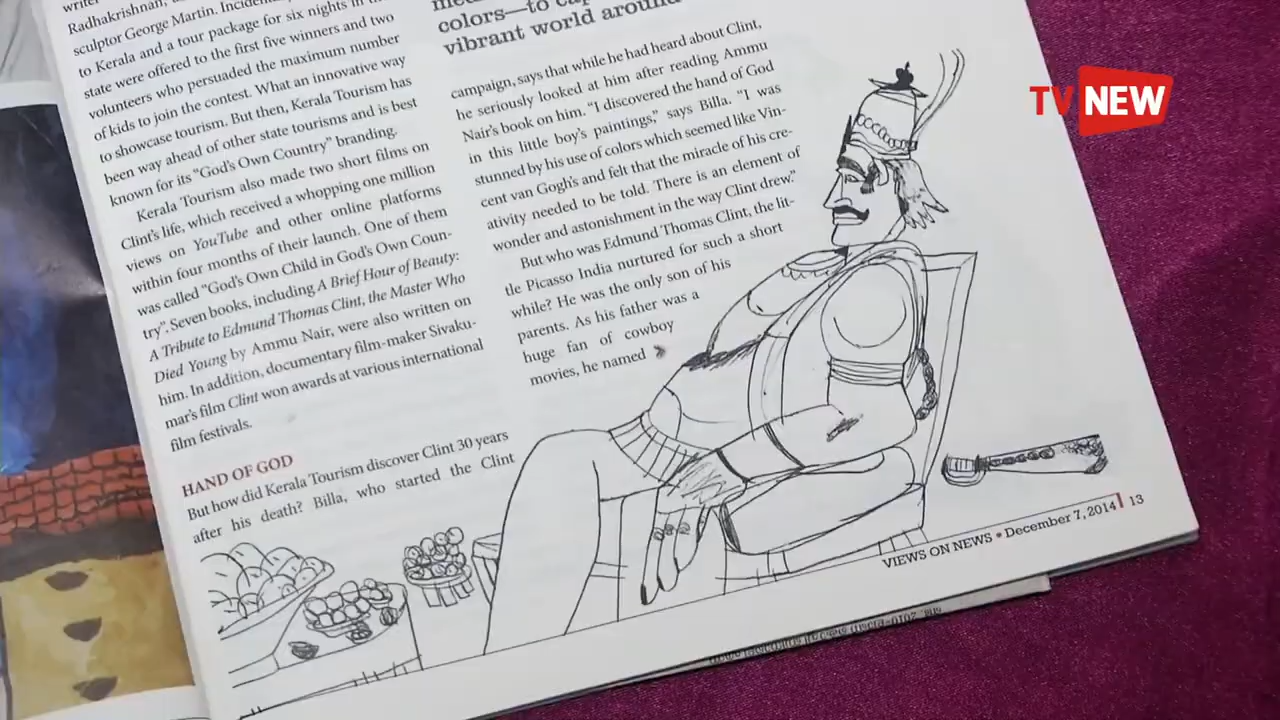 Radhakrishnan,
sculptor George Martin.
to Kerala and a tour package for six nights in the
state were offered to the first five winners and two
volunteers who persuaded the maximum number
of kids to join the contest. What an innovative way
to showcase tourism. But then, Kerala Tourism has
been way ahead of other state tourisms and is best
known for its "God's Own Country" branding.
Kerala Tourism also made two short films on
Clint's life, which received a whopping one million
views on YouTube and other online platforms
within four months of their launch. One of them
was called "God's Own Child in God's Own Coun-
try". Seven books, including A Brief Hour of Beauty:
A Tribute to Edmund Thomas Clint, the Master Who
Died Young by Ammu Nair, were also written on
him. In addition, documentary film-maker Sivaku-
mar's film Clint won awards at various international
film festivals.
HAND OF GOD
But how did Kerala Tourism discover Clint 30 years
after his death? Billa, who started the Clint
colors—to
vibrant world around
campaign, says that while he had heard about Clint,
he seriously looked at him after reading Ammu
Nair's book on him. "I discovered the hand of God
in this little boy's paintings," says Billa. "I was
stunned by his use of colors which seemed like Vin-
cent van Gogh's and felt that the miracle of his cre-
ativity needed to be told. There is an element of
wonder and astonishment in the way Clint drew."
But who was Edmund Thomas Clint, the lit-
tle Picasso India nurtured for such a short
while? He was the only son of his
parents. As his father was a
huge fan of cowboy
movies, he named
VIEWS ON NEWS • December 7, 2014 13
TV NEW